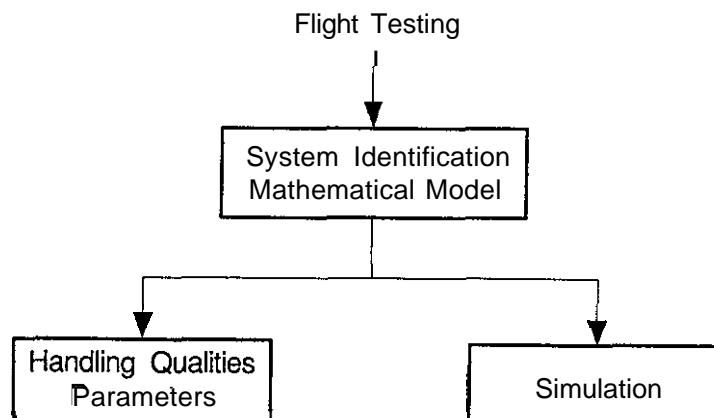 Flight Testing
System Identification
Mathematical Model
Handling Qualities
Parameters
Simulation